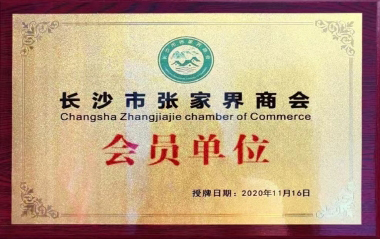 长沙市张家界商会
Changsha Zhangjiajie chamber of Commerce
会员单位
授牌日期：2020年11月16日